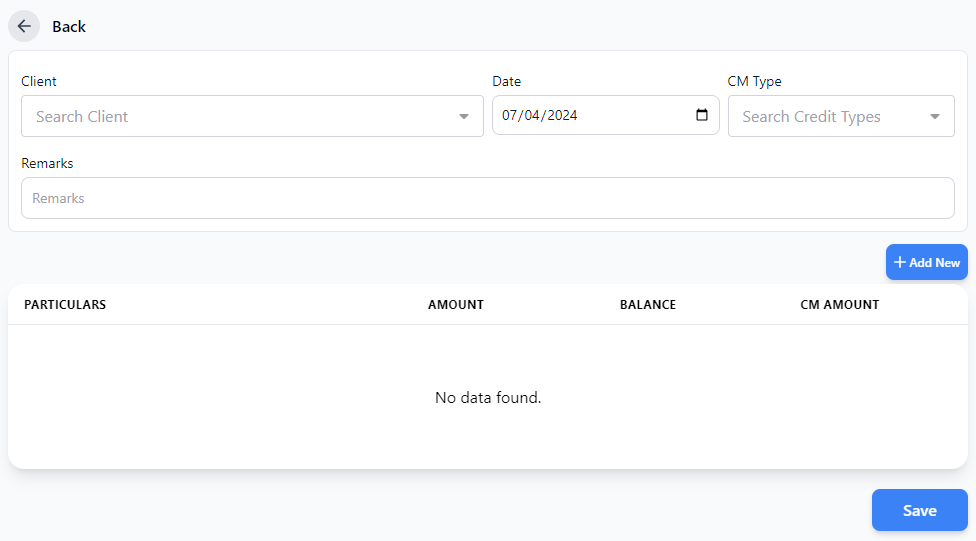 Back
Client Date CM Type
Search Client 07/04/2024 Search Credit Types
Remarks
Remarks
Add New
PARTICULARS AMOUNT BALANCE CM AMOUNT
No data found.
Save